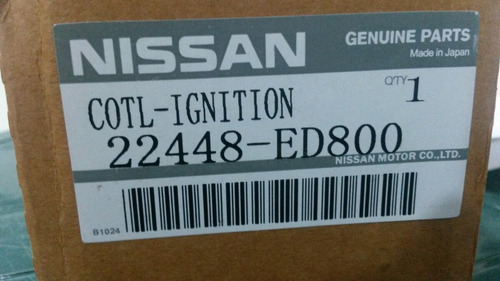 NISSAN
GENUINE PARTS
Made in Japan
COTL-IGNITION
QTY 1
22448-ED800
NISSAN MOTOR CO.,LTD.
B1024